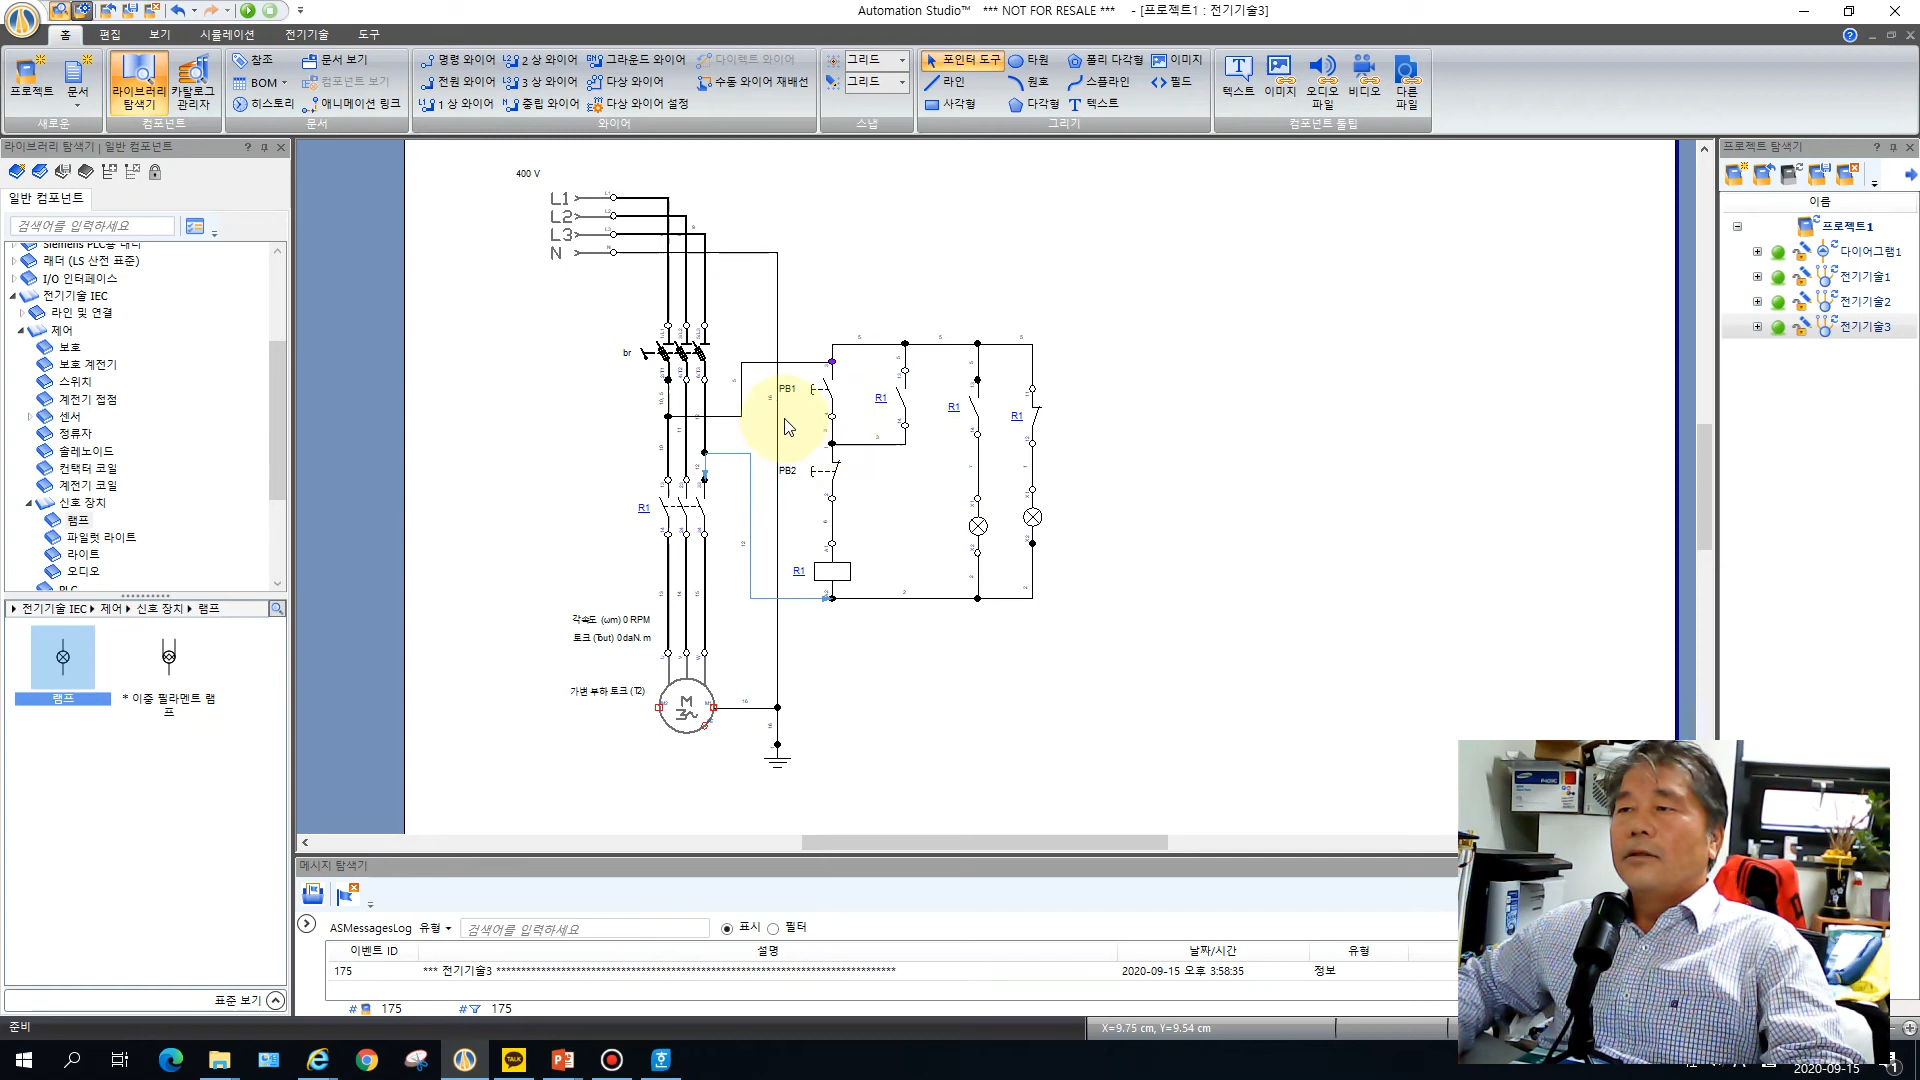 Automation Studio™ *** NOT FOR RESALE *** - [프로젝트1 : 전기기술3]
홈 편집 보기 시뮬레이션 전기기술 도구
프로젝트 문서
새로운
라이브러리 탐색기
카탈로그 관리자
컴포넌트
참조 문서 보기
BOM 컴포넌트 보기
히스토리 애니메이션 링크
문서
명령 와이어 2 상 와이어 그라운드 와이어 다이렉트 와이어
전원 와이어 3 상 와이어 다상 와이어 수동 와이어 재배선
1 상 와이어 중립 와이어 다상 와이어 설정
와이어
그리드
그리드
스냅
포인터 도구 타원 폴리 다각형 이미지
라인 원호 스플라인 필드
사각형 다각형 텍스트
그리기
텍스트 이미지 오디오 파일 비디오 다른 파일
컴포넌트 툴팁
라이브러리 탐색기 | 일반 컴포넌트
일반 컴포넌트
검색어를 입력하세요
래더 (LS 산전 표준)
I/O 인터페이스
전기기술 IEC
라인 및 연결
제어
보호
보호 계전기
스위치
계전기 접점
센서
정류자
솔레노이드
컨택터 코일
계전기 코일
신호 장치
램프
파일럿 라이트
라이트
오디오
PLC
전기기술 IEC 제어 신호 장치 램프
램프
* 이중 필라멘트 램프
표준 보기
400 V
L1
L2
L3
N
br
PB1
R1
R1
R1
PB2
R1
R1
각속도 (ωm) 0 RPM
토크 (Tout) 0 daN.m
가변 부하 토크 (T2)
M
3~
프로젝트 탐색기
이름
프로젝트1
다이어그램1
전기기술1
전기기술2
전기기술3
메시지 탐색기
ASMessagesLog 유형 검색어를 입력하세요 표시 필터
이벤트 ID 설명 날짜/시간 유형
175 *** 전기기술3 ******************************************************************************** 2020-09-15 오후 3:58:35 정보
# 175 # 175
준비
X=9.75 cm, Y=9.54 cm
TALK
2020-09-15